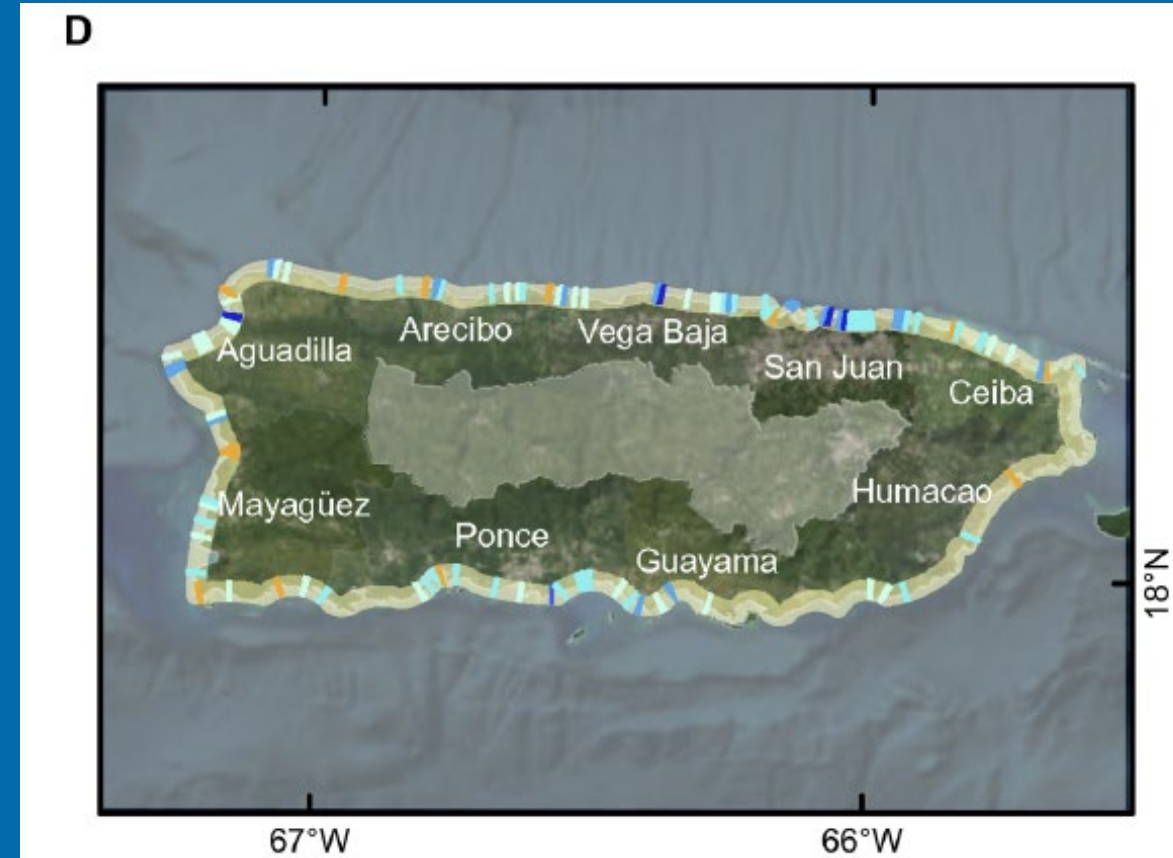 D
Aguadilla
Arecibo
Vega Baja
San Juan
Ceiba
Mayagüez
Ponce
Guayama
Humacao
18°N
67°W
66°W